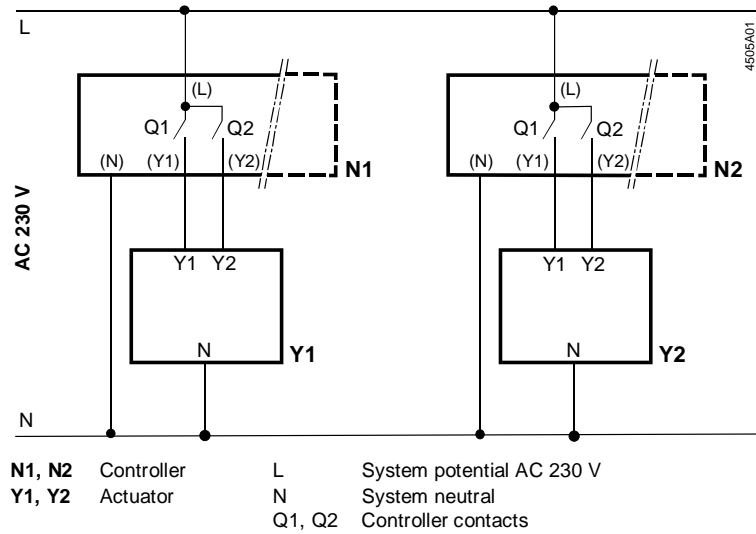 L
4505A01
(L) (L)
Q1 Q2 Q1 Q2
(N) (Y1) (Y2) N1 (N) (Y1) (Y2) N2
AC 230 V
Y1 Y2 Y1 Y2
N Y1 N Y2
N
N1, N2 Controller L System potential AC 230 V
Y1, Y2 Actuator N System neutral
Q1, Q2 Controller contacts